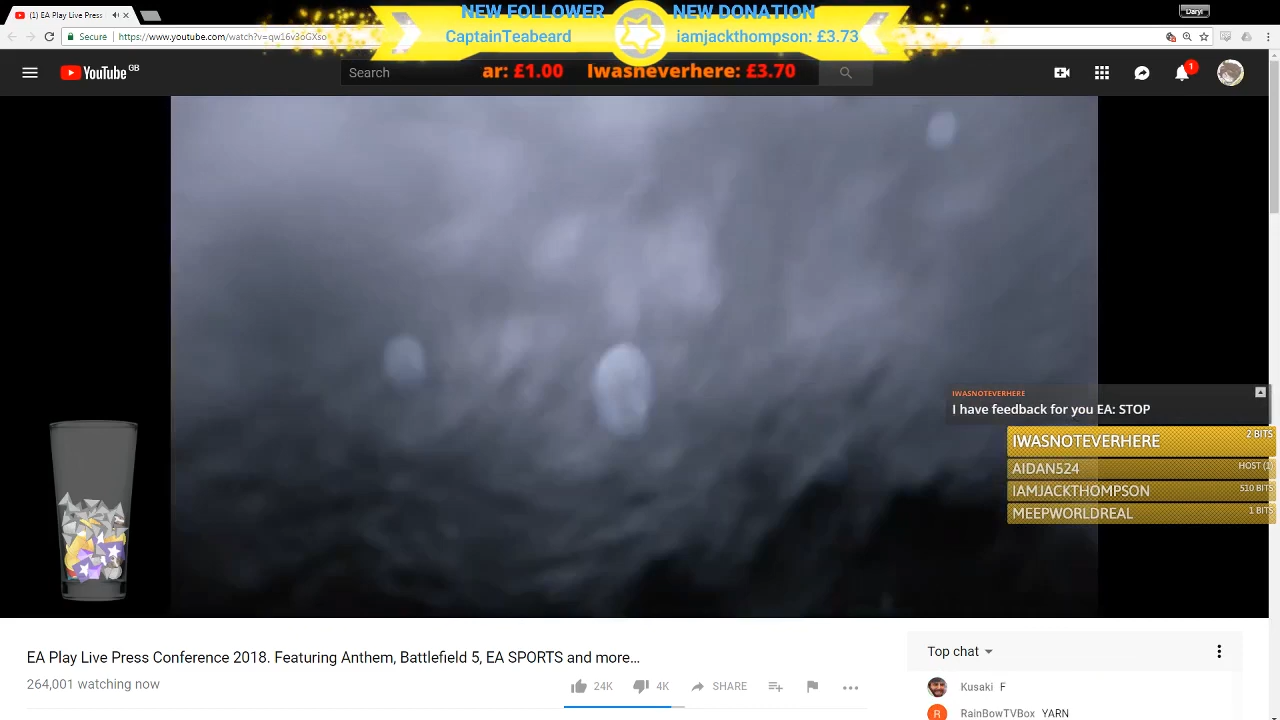 (1) EA Play Live Press
Daryl
NEW FOLLOWER
NEW DONATION
CaptainTeabeard
iamjackthompson: £3.73
Secure
https://www.youtube.com/watch?v=qw16v3oGXso
YouTube GB
Search
ar: £1.00 Iwasneverhere: £3.70
1
IWASNOTEVERHERE
I have feedback for you EA: STOP
IWASNOTEVERHERE 2 BITS
AIDAN524 HOST (1)
IAMJACKTHOMPSON 510 BITS
MEEPWORLDREAL 1 BITS
EA Play Live Press Conference 2018. Featuring Anthem, Battlefield 5, EA SPORTS and more...
264,001 watching now
24K 4K SHARE
Top chat
Kusaki F
R RainBowTVBox YARN